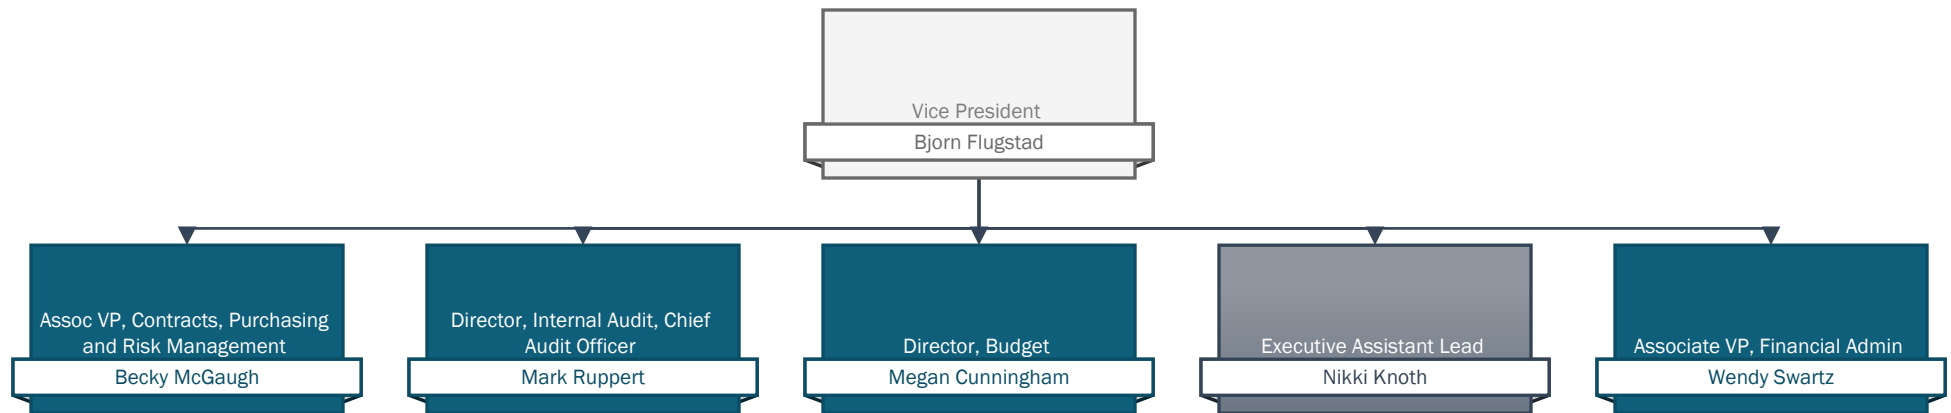 Vice President
Bjorn Flugstad
Assoc VP, Contracts, Purchasing
and Risk Management
Becky McGaugh
Director, Internal Audit, Chief
Audit Officer
Mark Ruppert
Director, Budget
Megan Cunningham
Executive Assistant Lead
Nikki Knoth
Associate VP, Financial Admin
Wendy Swartz